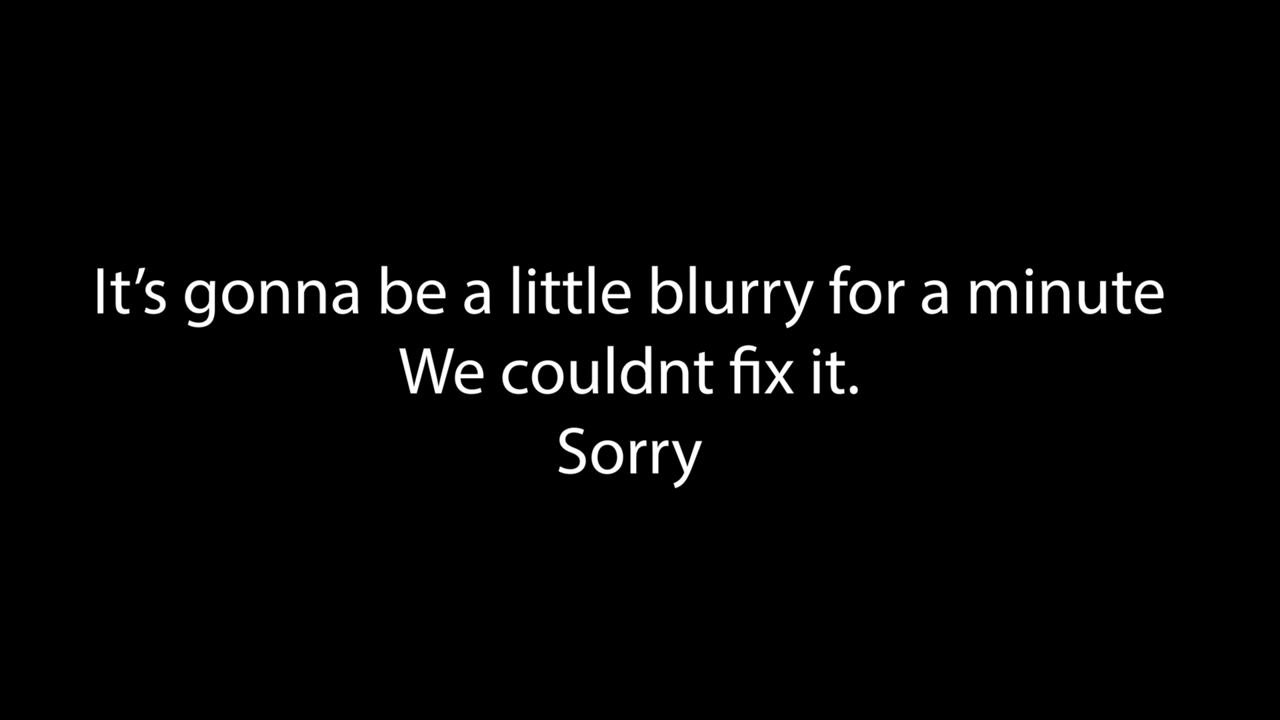 It’s gonna be a little blurry for a minute
We couldnt fix it.
Sorry